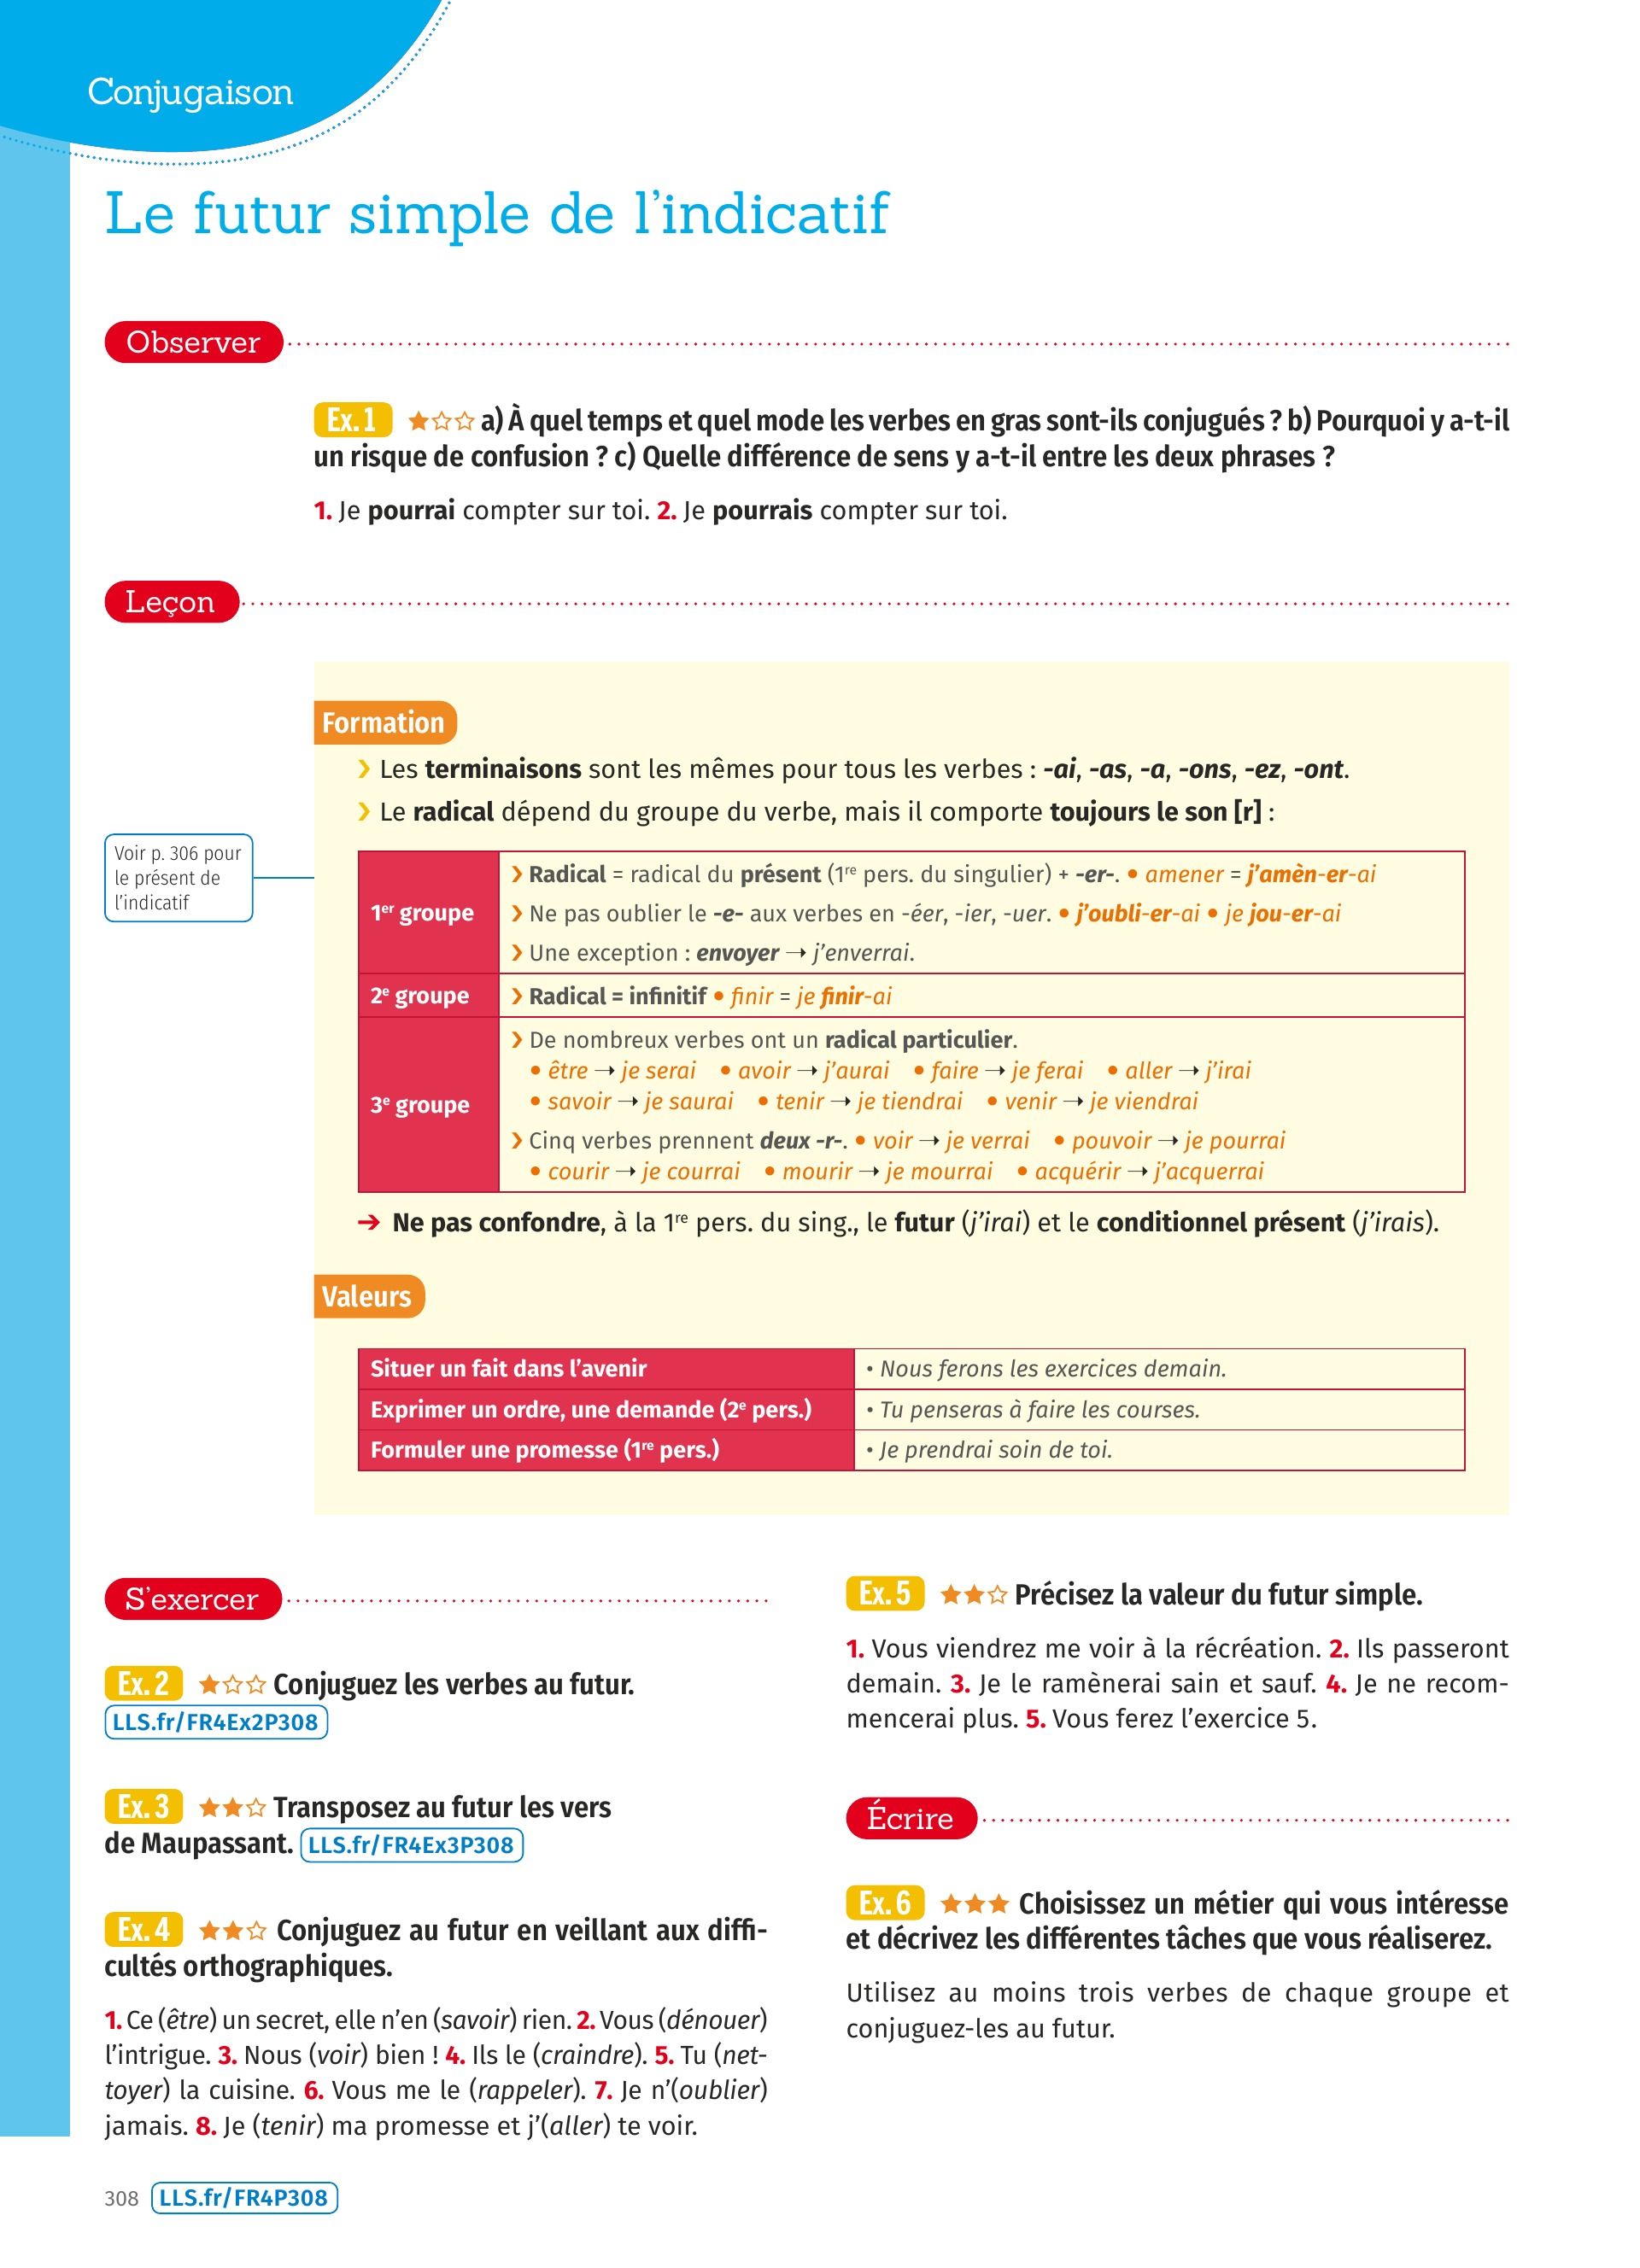 Conjugaison
Le futur simple de l’indicatif
Observer
Ex. 1 ★☆☆ a) À quel temps et quel mode les verbes en gras sont-ils conjugués ? b) Pourquoi y a-t-il
un risque de confusion ? c) Quelle différence de sens y a-t-il entre les deux phrases ?
1. Je pourrai compter sur toi. 2. Je pourrais compter sur toi.
Leçon
Formation
› Les terminaisons sont les mêmes pour tous les verbes : -ai, -as, -a, -ons, -ez, -ont.
› Le radical dépend du groupe du verbe, mais il comporte toujours le son [r] :
Voir p. 306 pour
le présent de
l’indicatif
1er groupe
› Radical = radical du présent (1re pers. du singulier) + -er-. • amener = j’amèn-er-ai
› Ne pas oublier le -e- aux verbes en -éer, -ier, -uer. • j’oubli-er-ai • je jou-er-ai
› Une exception : envoyer → j’enverrai.
2e groupe
› Radical = infinitif • finir = je finir-ai
3e groupe
› De nombreux verbes ont un radical particulier.
• être → je serai • avoir → j’aurai • faire → je ferai • aller → j’irai
• savoir → je saurai • tenir → je tiendrai • venir → je viendrai
› Cinq verbes prennent deux -r-. • voir → je verrai • pouvoir → je pourrai
• courir → je courrai • mourir → je mourrai • acquérir → j’acquerrai
→ Ne pas confondre, à la 1re pers. du sing., le futur (j’irai) et le conditionnel présent (j’irais).
Valeurs
Situer un fait dans l’avenir • Nous ferons les exercices demain.
Exprimer un ordre, une demande (2e pers.) • Tu penseras à faire les courses.
Formuler une promesse (1re pers.) • Je prendrai soin de toi.
S’exercer
Ex. 2 ★☆☆ Conjuguez les verbes au futur.
LLS.fr/FR4Ex2P308
Ex. 3 ★★☆ Transposez au futur les vers
de Maupassant. LLS.fr/FR4Ex3P308
Ex. 4 ★★☆ Conjuguez au futur en veillant aux diffi-
cultés orthographiques.
1. Ce (être) un secret, elle n’en (savoir) rien. 2. Vous (dénouer)
l’intrigue. 3. Nous (voir) bien ! 4. Ils le (craindre). 5. Tu (net-
toyer) la cuisine. 6. Vous me le (rappeler). 7. Je n’(oublier)
jamais. 8. Je (tenir) ma promesse et j’(aller) te voir.
Ex. 5 ★★☆ Précisez la valeur du futur simple.
1. Vous viendrez me voir à la récréation. 2. Ils passeront
demain. 3. Je le ramènerai sain et sauf. 4. Je ne recom-
mencerai plus. 5. Vous ferez l’exercice 5.
Écrire
Ex. 6 ★★★ Choisissez un métier qui vous intéresse
et décrivez les différentes tâches que vous réaliserez.
Utilisez au moins trois verbes de chaque groupe et
conjuguez-les au futur.
308 LLS.fr/FR4P308